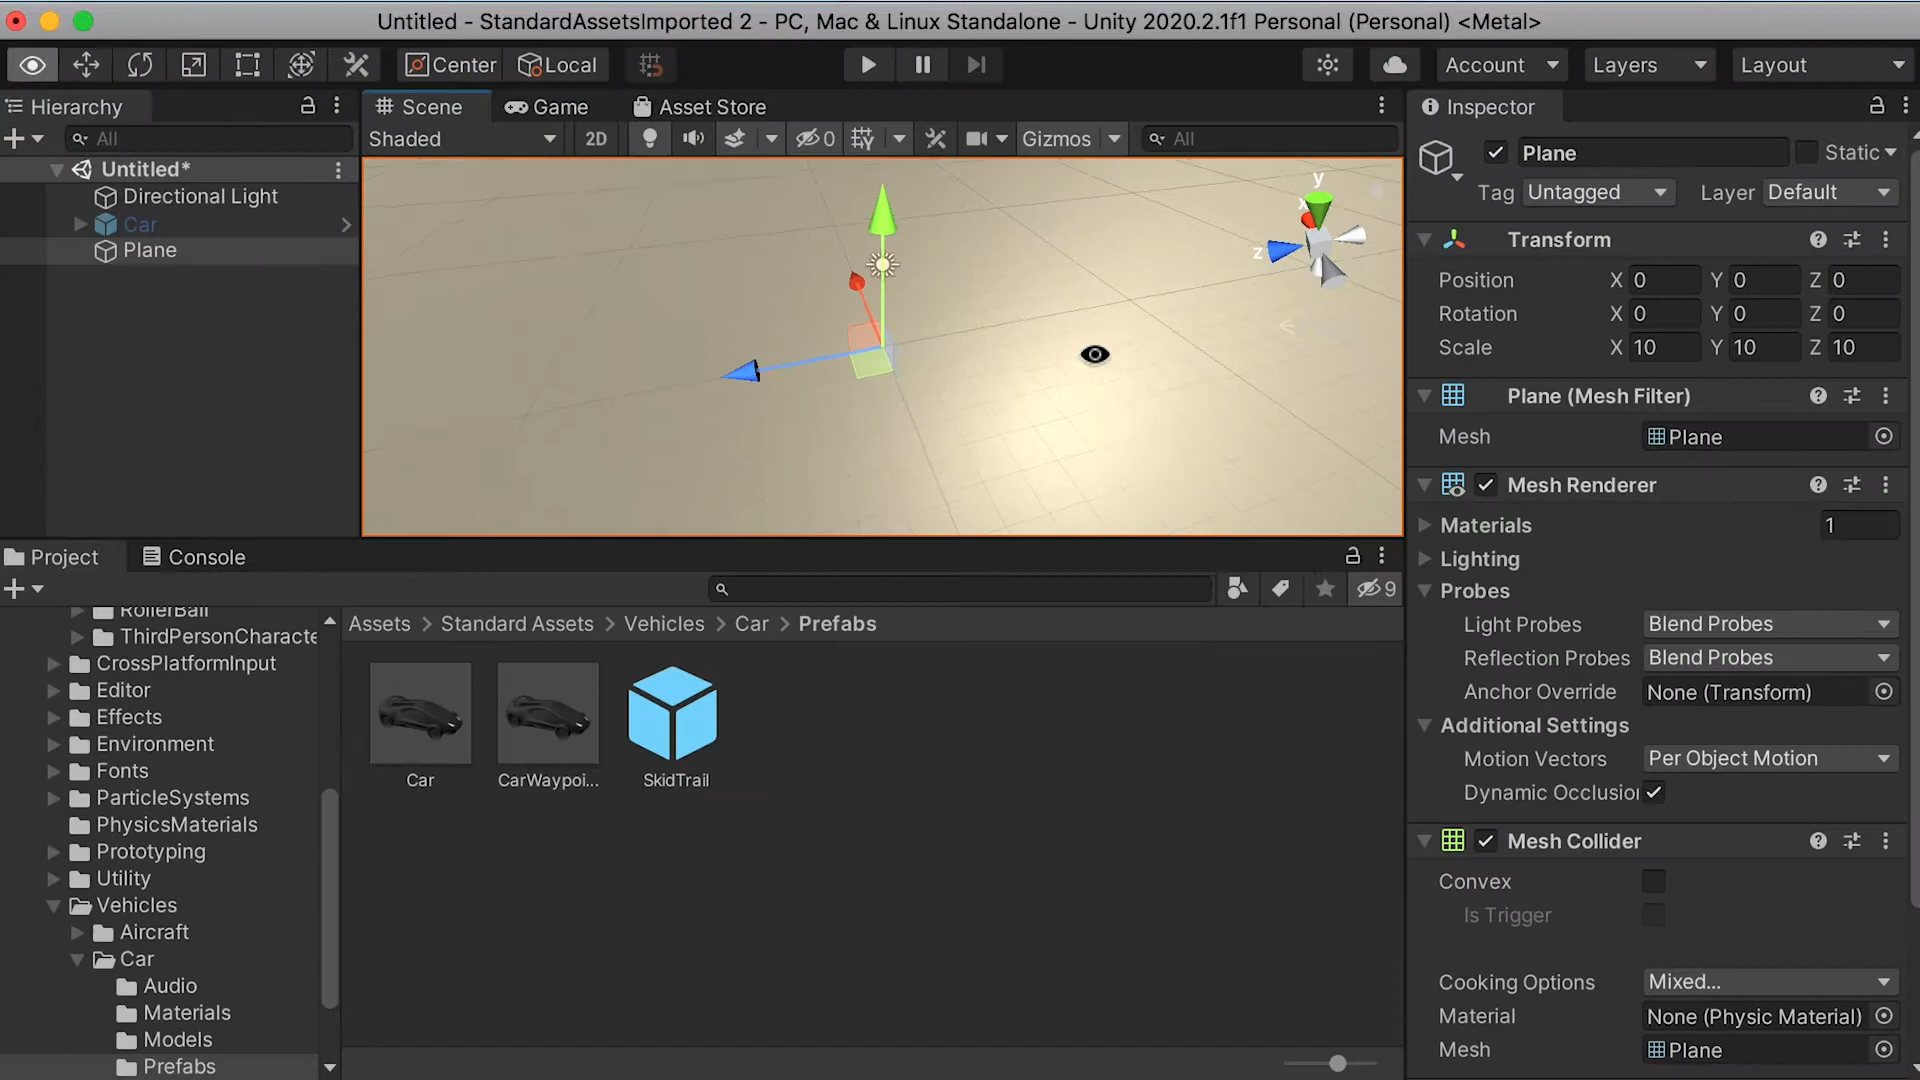 Untitled - StandardAssetsImported 2 - PC, Mac & Linux Standalone - Unity 2020.2.1f1 Personal (Personal) <Metal>
Center Local Account Layers Layout
Hierarchy
All
Untitled*
Directional Light
Car
Plane
Scene Game Asset Store
Shaded 2D 0 Gizmos All
y
x
z
Inspector
Plane Static
Tag Untagged Layer Default
Transform
Position X 0 Y 0 Z 0
Rotation X 0 Y 0 Z 0
Scale X 10 Y 10 Z 10
Plane (Mesh Filter)
Mesh Plane
Mesh Renderer
Materials 1
Lighting
Probes
Light Probes Blend Probes
Reflection Probes Blend Probes
Anchor Override None (Transform)
Additional Settings
Motion Vectors Per Object Motion
Dynamic Occlusion
Mesh Collider
Convex
Is Trigger
Cooking Options Mixed...
Material None (Physic Material)
Mesh Plane
Project Console
9
RollerBall
ThirdPersonCharacte
CrossPlatformInput
Editor
Effects
Environment
Fonts
ParticleSystems
PhysicsMaterials
Prototyping
Utility
Vehicles
Aircraft
Car
Audio
Materials
Models
Prefabs
Assets > Standard Assets > Vehicles > Car > Prefabs
Car CarWaypoi... SkidTrail